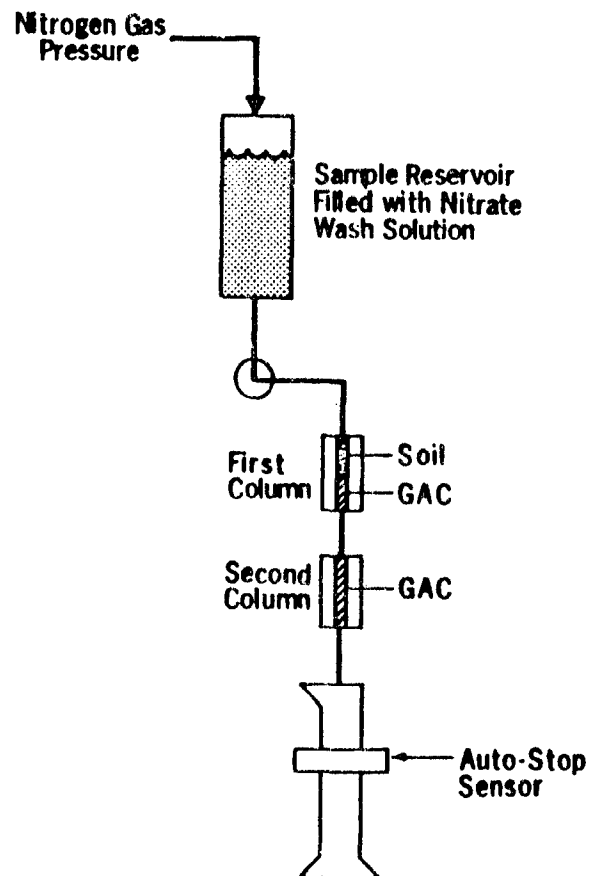 Nitrogen Gas
Pressure
Sample Reservoir
Filled with Nitrate
Wash Solution
First
Column
Soil
GAC
Second
Column
GAC
Auto-Stop
Sensor